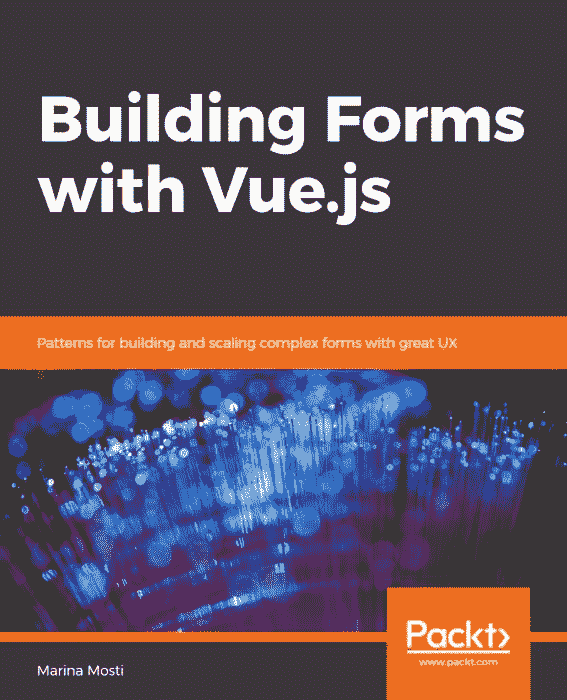 Building Forms
with Vue.js
Patterns for building and scaling complex forms with great UX
Packt>
www.packt.com
Marina Mosti